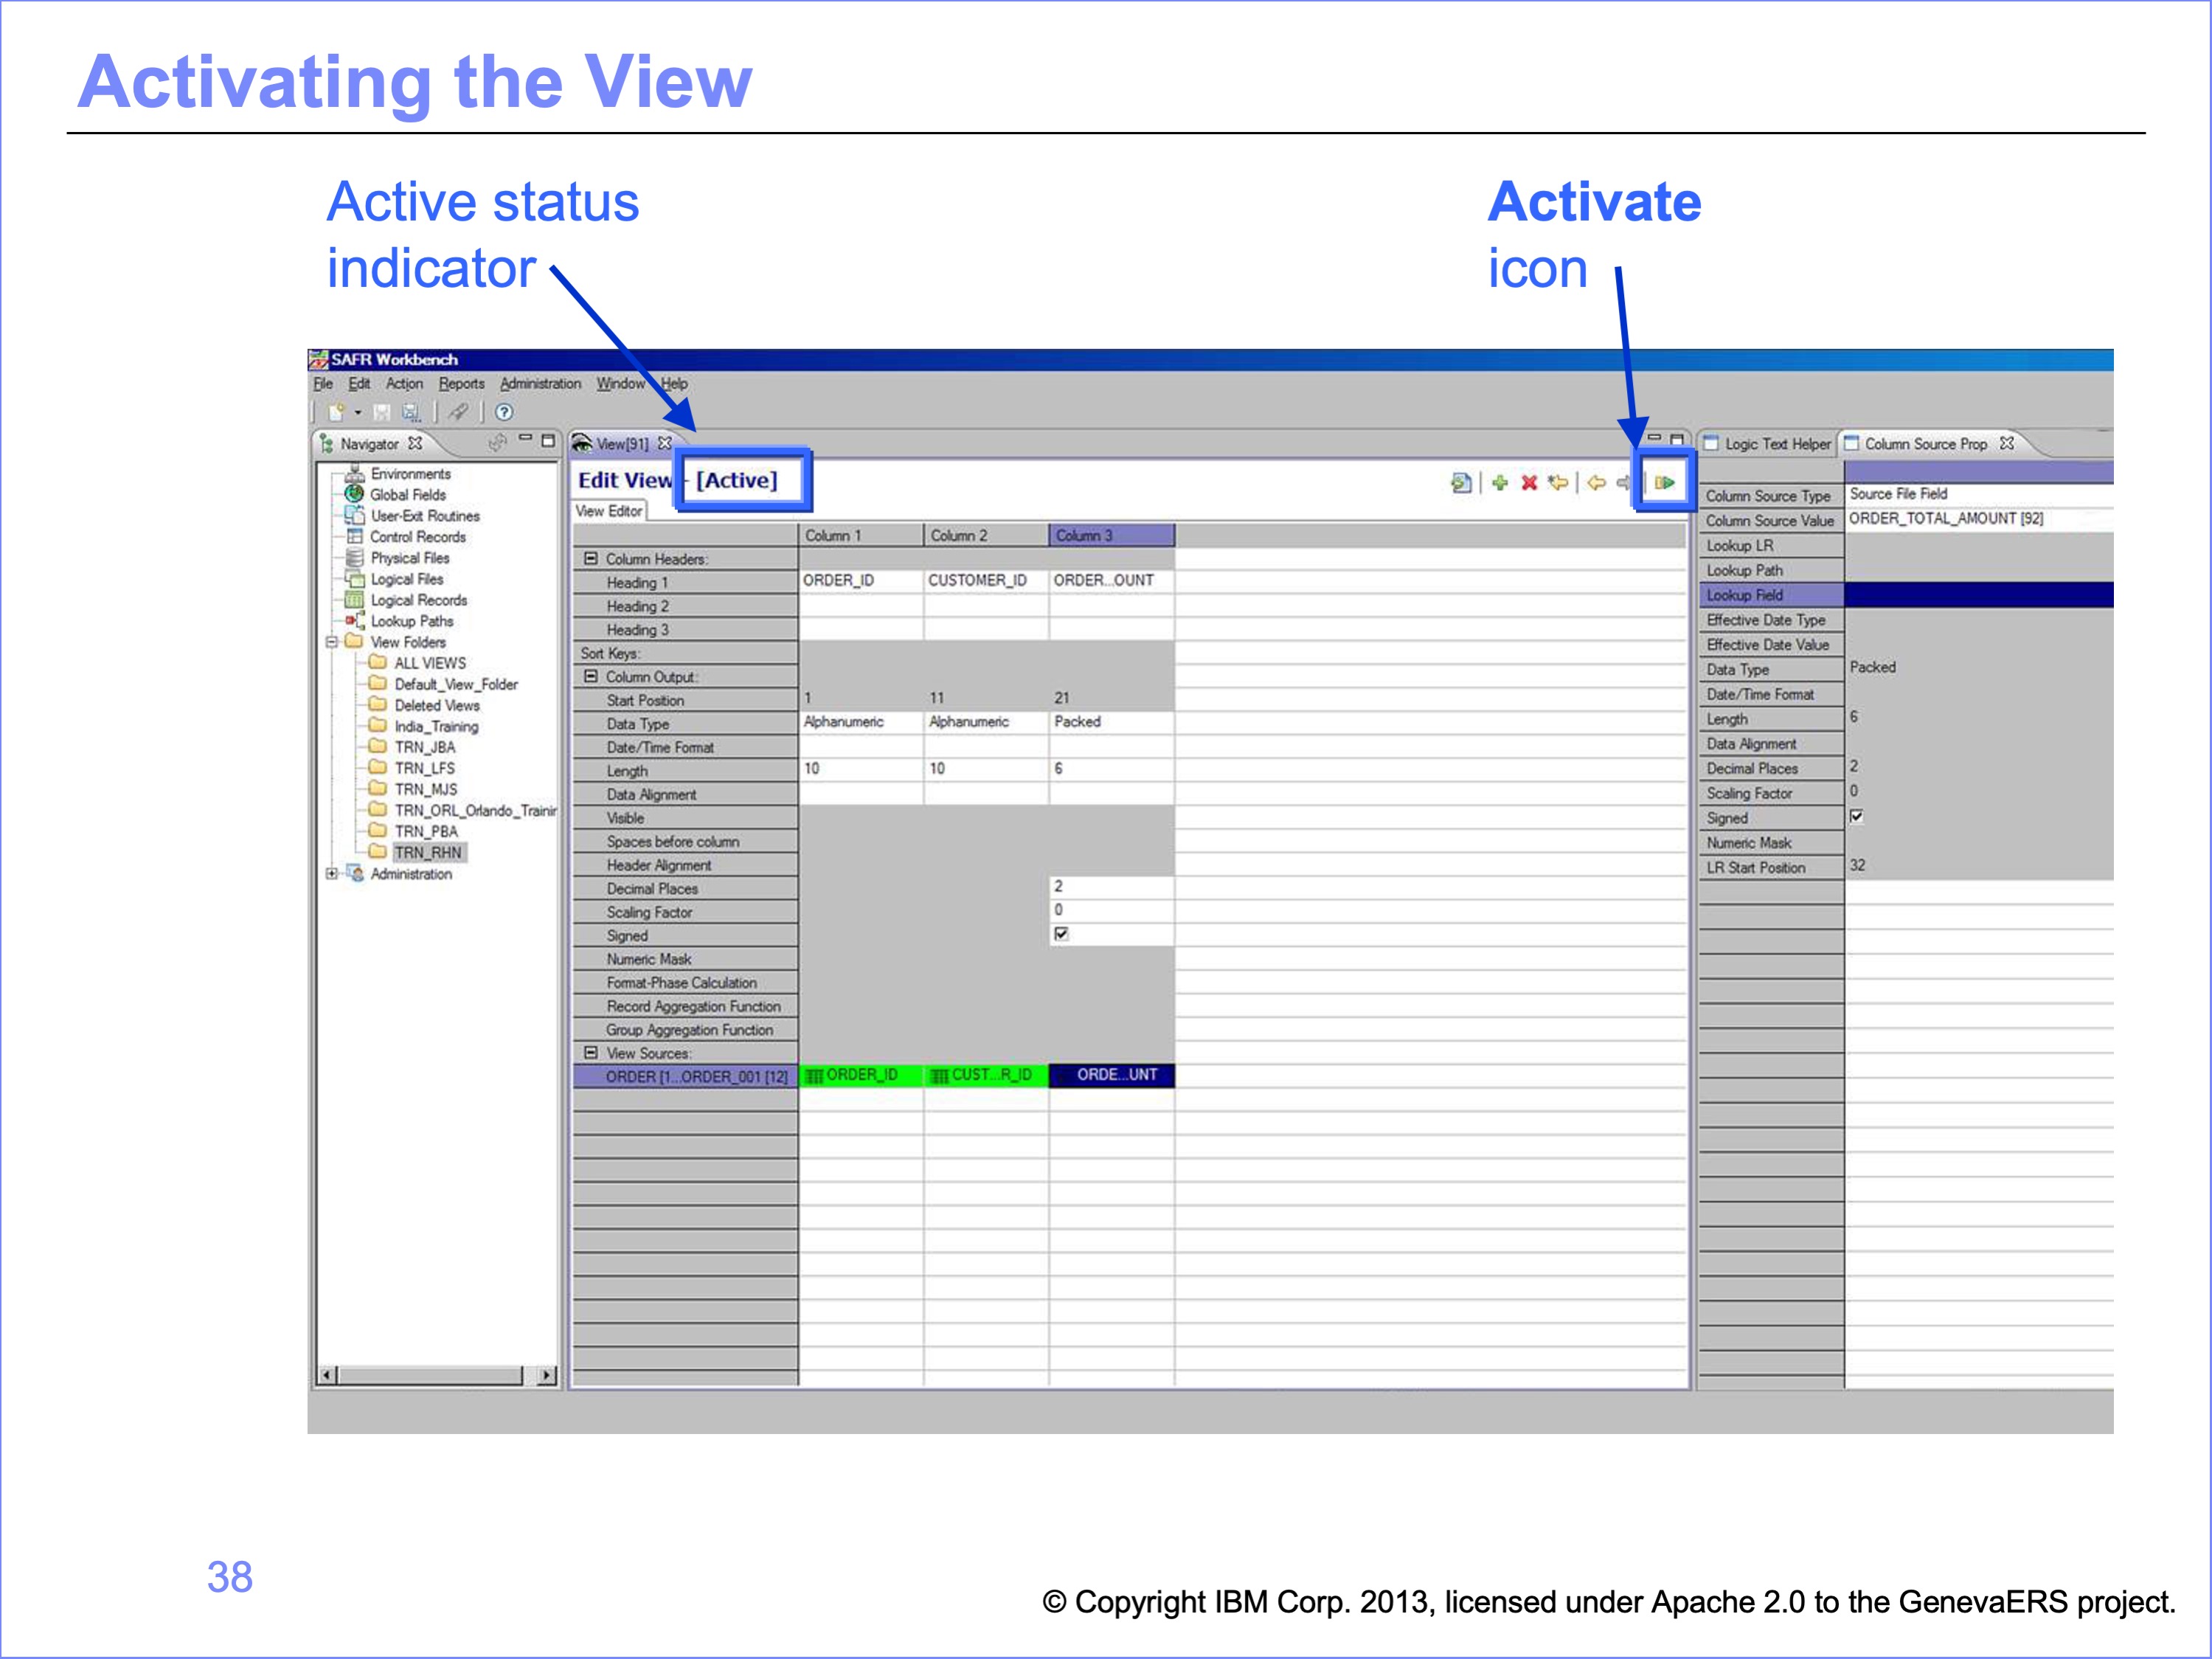 Activating the View
Active status
indicator
Activate
icon
SAFR Workbench
File Edit Action Reports Administration Window Help
Navigator
View[91]
Logic Text Helper
Column Source Prop
Environments
Global Fields
User-Exit Routines
Control Records
Physical Files
Logical Files
Logical Records
Lookup Paths
View Folders
ALL VIEWS
Default_View_Folder
Deleted Views
India_Training
TRN_JBA
TRN_LFS
TRN_MJS
TRN_ORL_Orlando_Trainir
TRN_PBA
TRN_RHN
Administration
Edit View - [Active]
View Editor
Column 1 Column 2 Column 3
Column Headers:
Heading 1 ORDER_ID CUSTOMER_ID ORDER...OUNT
Heading 2
Heading 3
Sort Keys:
Column Output:
Start Position 1 11 21
Data Type Alphanumeric Alphanumeric Packed
Date/Time Format
Length 10 10 6
Data Alignment
Visible
Spaces before column
Header Alignment
Decimal Places 2
Scaling Factor 0
Signed
Numeric Mask
Format-Phase Calculation
Record Aggregation Function
Group Aggregation Function
View Sources:
ORDER [1...ORDER_001 [12] ORDER_ID CUST...R_ID ORDE...UNT
Column Source Type Source File Field
Column Source Value ORDER_TOTAL_AMOUNT [92]
Lookup LR
Lookup Path
Lookup Field
Effective Date Type
Effective Date Value
Data Type Packed
Date/Time Format
Length 6
Data Alignment
Decimal Places 2
Scaling Factor 0
Signed
Numeric Mask
LR Start Position 32
38
© Copyright IBM Corp. 2013, licensed under Apache 2.0 to the GenevaERS project.